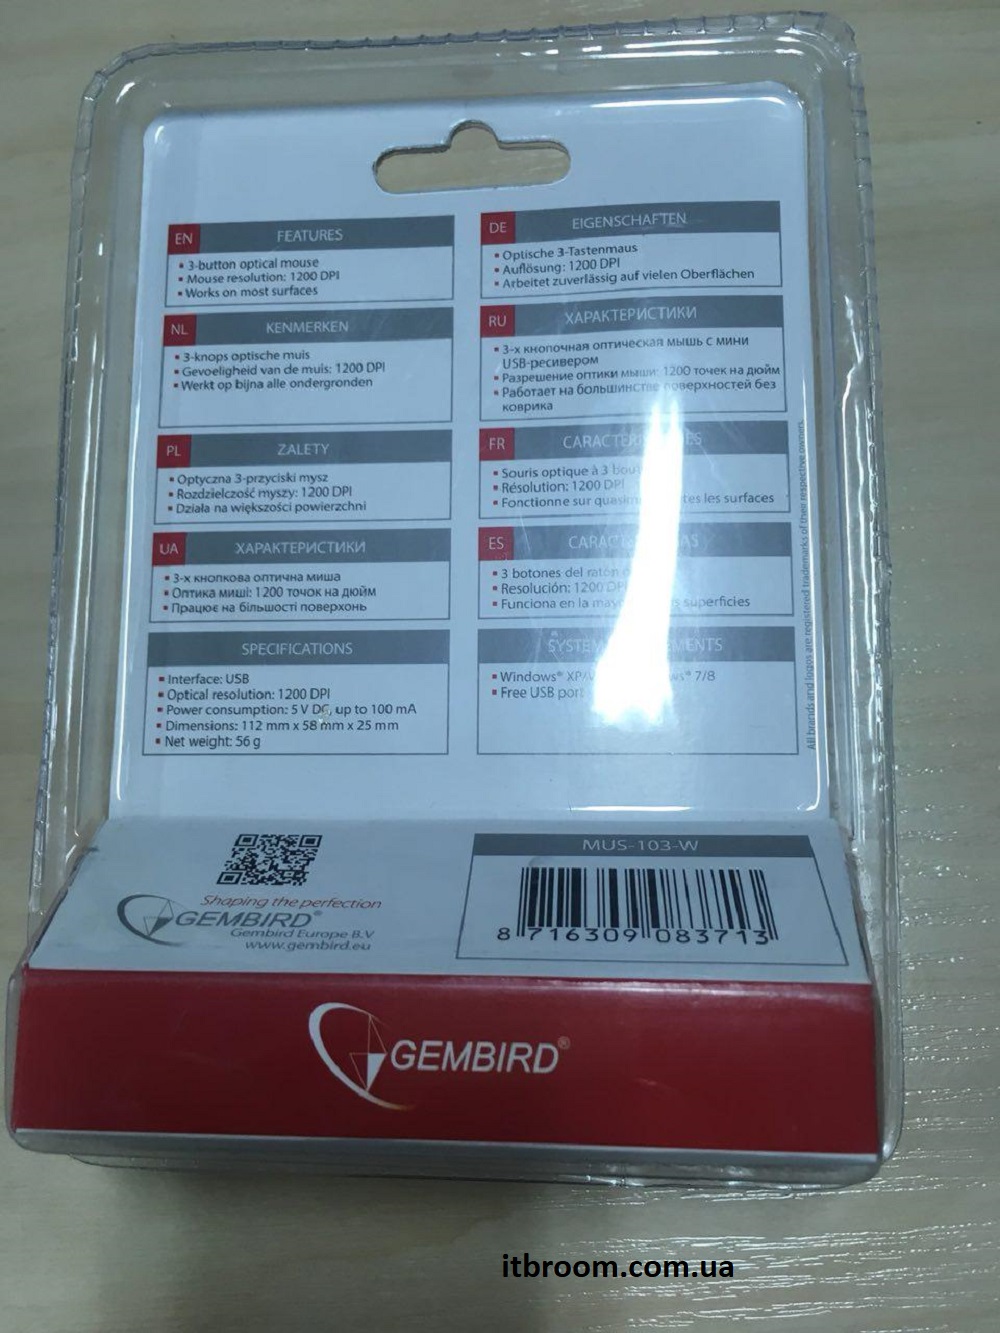 EN FEATURES
3-button optical mouse
Mouse resolution: 1200 DPI
Works on most surfaces
DE EIGENSCHAFTEN
Optische 3-Tastenmaus
Auflösung: 1200 DPI
Arbeitet zuverlässig auf vielen Oberflächen
NL KENMERKEN
3-knops optische muis
Gevoeligheid van de muis: 1200 DPI
Werkt op bijna alle ondergronden
RU ХАРАКТЕРИСТИКИ
3-х кнопочная оптическая мышь с мини
USB-ресивером
Разрешение оптики мыши: 1200 точек на дюйм
Работает на большинстве поверхностей без
коврика
PL ZALETY
Optyczna 3-przyciski mysz
Rozdzielczość myszy: 1200 DPI
Działa na większości powierzchni
FR
Souris optique à 3
Résolution: 1200 DPI
Fonctionne sur les surfaces
UA ХАРАКТЕРИСТИКИ
3-х кнопкова оптична миша
Оптика миші: 1200 точок на дюйм
Працює на більшості поверхонь
ES
3 botones del ratón
Resolución: 1200 DPI
Funciona en la superficies
SPECIFICATIONS
Interface: USB
Optical resolution: 1200 DPI
Power consumption: 5 V DC, up to 100 mA
Dimensions: 112 mm x 58 mm x 25 mm
Net weight: 56 g
SYSTEM
Windows® 7/8
Free USB port
All brands and logos are registered trademarks of their respective owners
Shaping the perfection
GEMBIRD®
Gembird Europe B.V
www.gembird.eu
MUS-103-W
8 716309 083713
GEMBIRD®
itbroom.com.ua